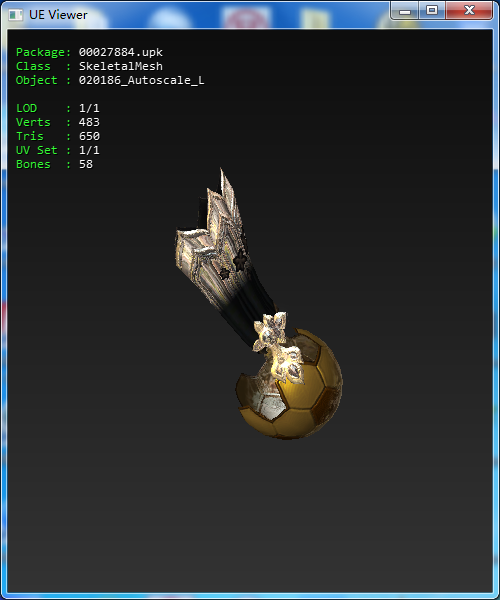 UE Viewer
Package: 00027884.upk
Class : SkeletalMesh
Object : 020186_Autoscale_L
LOD : 1/1
Verts : 483
Tris : 650
UV Set : 1/1
Bones : 58